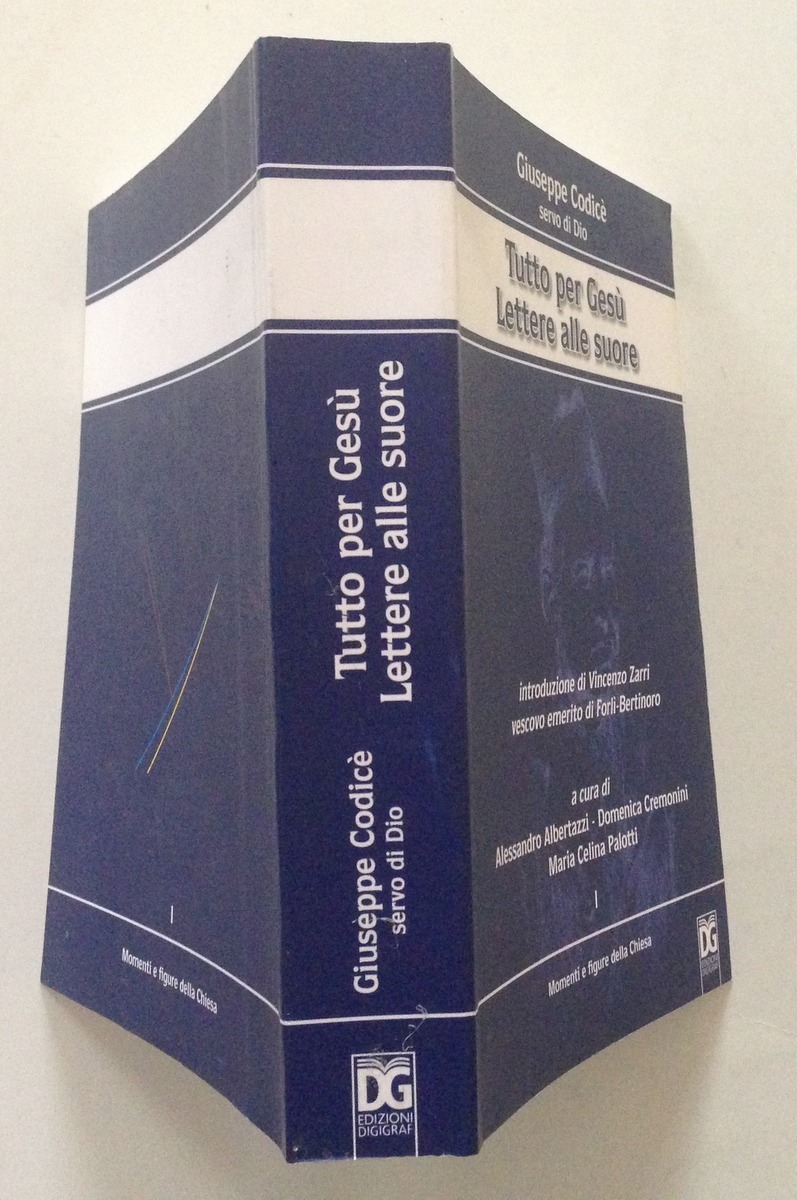 Momenti e figure della Chiesa
I
Tutto per Gesù
Lettere alle suore
Giuseppe Codicè
servo di Dio
DG
EDIZIONI
DIGIGRAF
Giuseppe Codicè
servo di Dio
Tutto per Gesù
Lettere alle suore
introduzione di Vincenzo Zarri
vescovo emerito di Forlì-Bertinoro
a cura di
Alessandro Albertazzi - Domenica Cremonini
Maria Celina Palotti
I
Momenti e figure della Chiesa
DG
EDIZIONI
DIGIGRAF